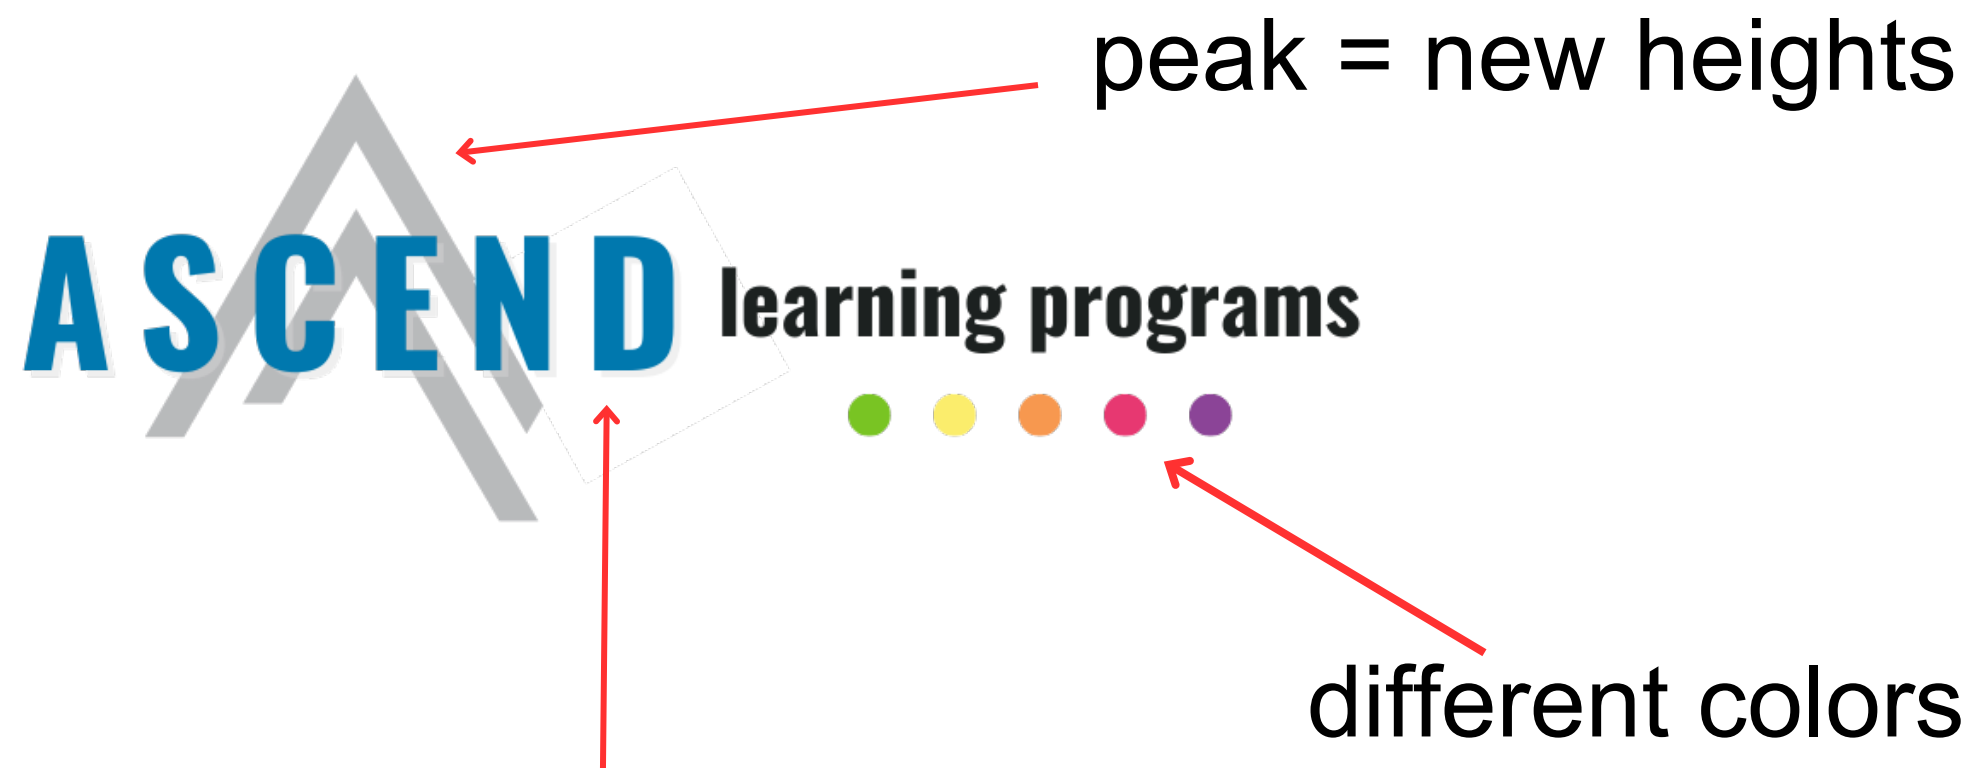 peak = new heights
ASCEND learning programs
different colors